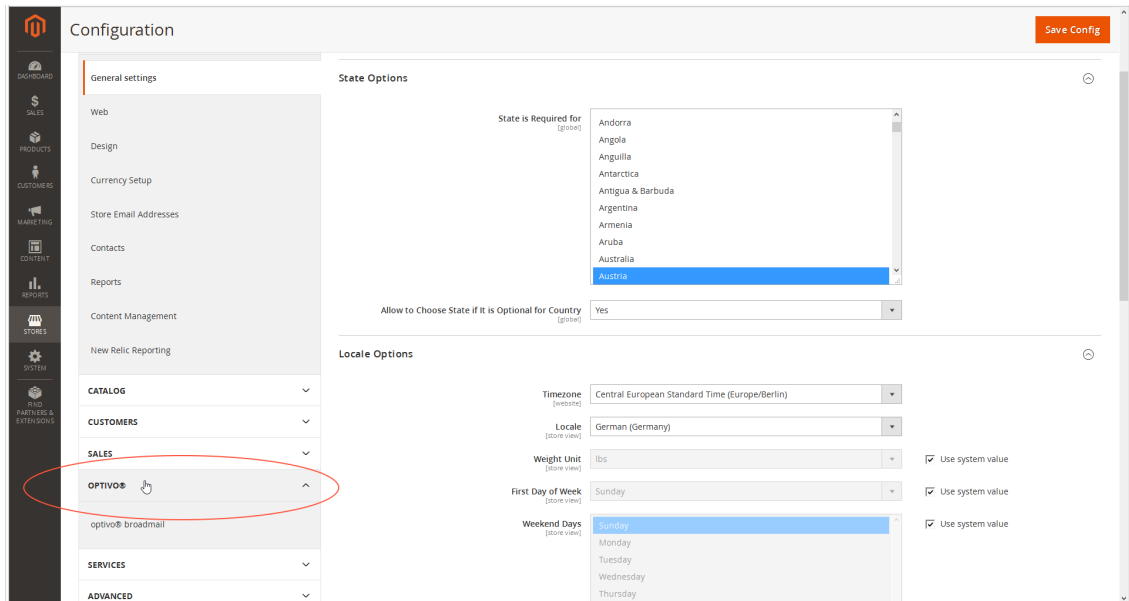 Configuration
Save Config
DASHBOARD
SALES
PRODUCTS
CUSTOMERS
MARKETING
CONTENT
REPORTS
STORES
SYSTEM
FIND
PARTNERS &
EXTENSIONS
General settings
Web
Design
Currency Setup
Store Email Addresses
Contacts
Reports
Content Management
New Relic Reporting
CATALOG
CUSTOMERS
SALES
OPTIVO®
optivo® broadmail
SERVICES
ADVANCED
State Options
State is Required for
[global]
Andorra
Angola
Anguilla
Antarctica
Antigua & Barbuda
Argentina
Armenia
Aruba
Australia
Austria
Allow to Choose State if It is Optional for Country
[global]
Yes
Locale Options
Timezone
[website]
Central European Standard Time (Europe/Berlin)
Locale
[store view]
German (Germany)
Weight Unit
[store view]
lbs
Use system value
First Day of Week
[store view]
Sunday
Use system value
Weekend Days
[store view]
Sunday
Monday
Tuesday
Wednesday
Thursday
Use system value